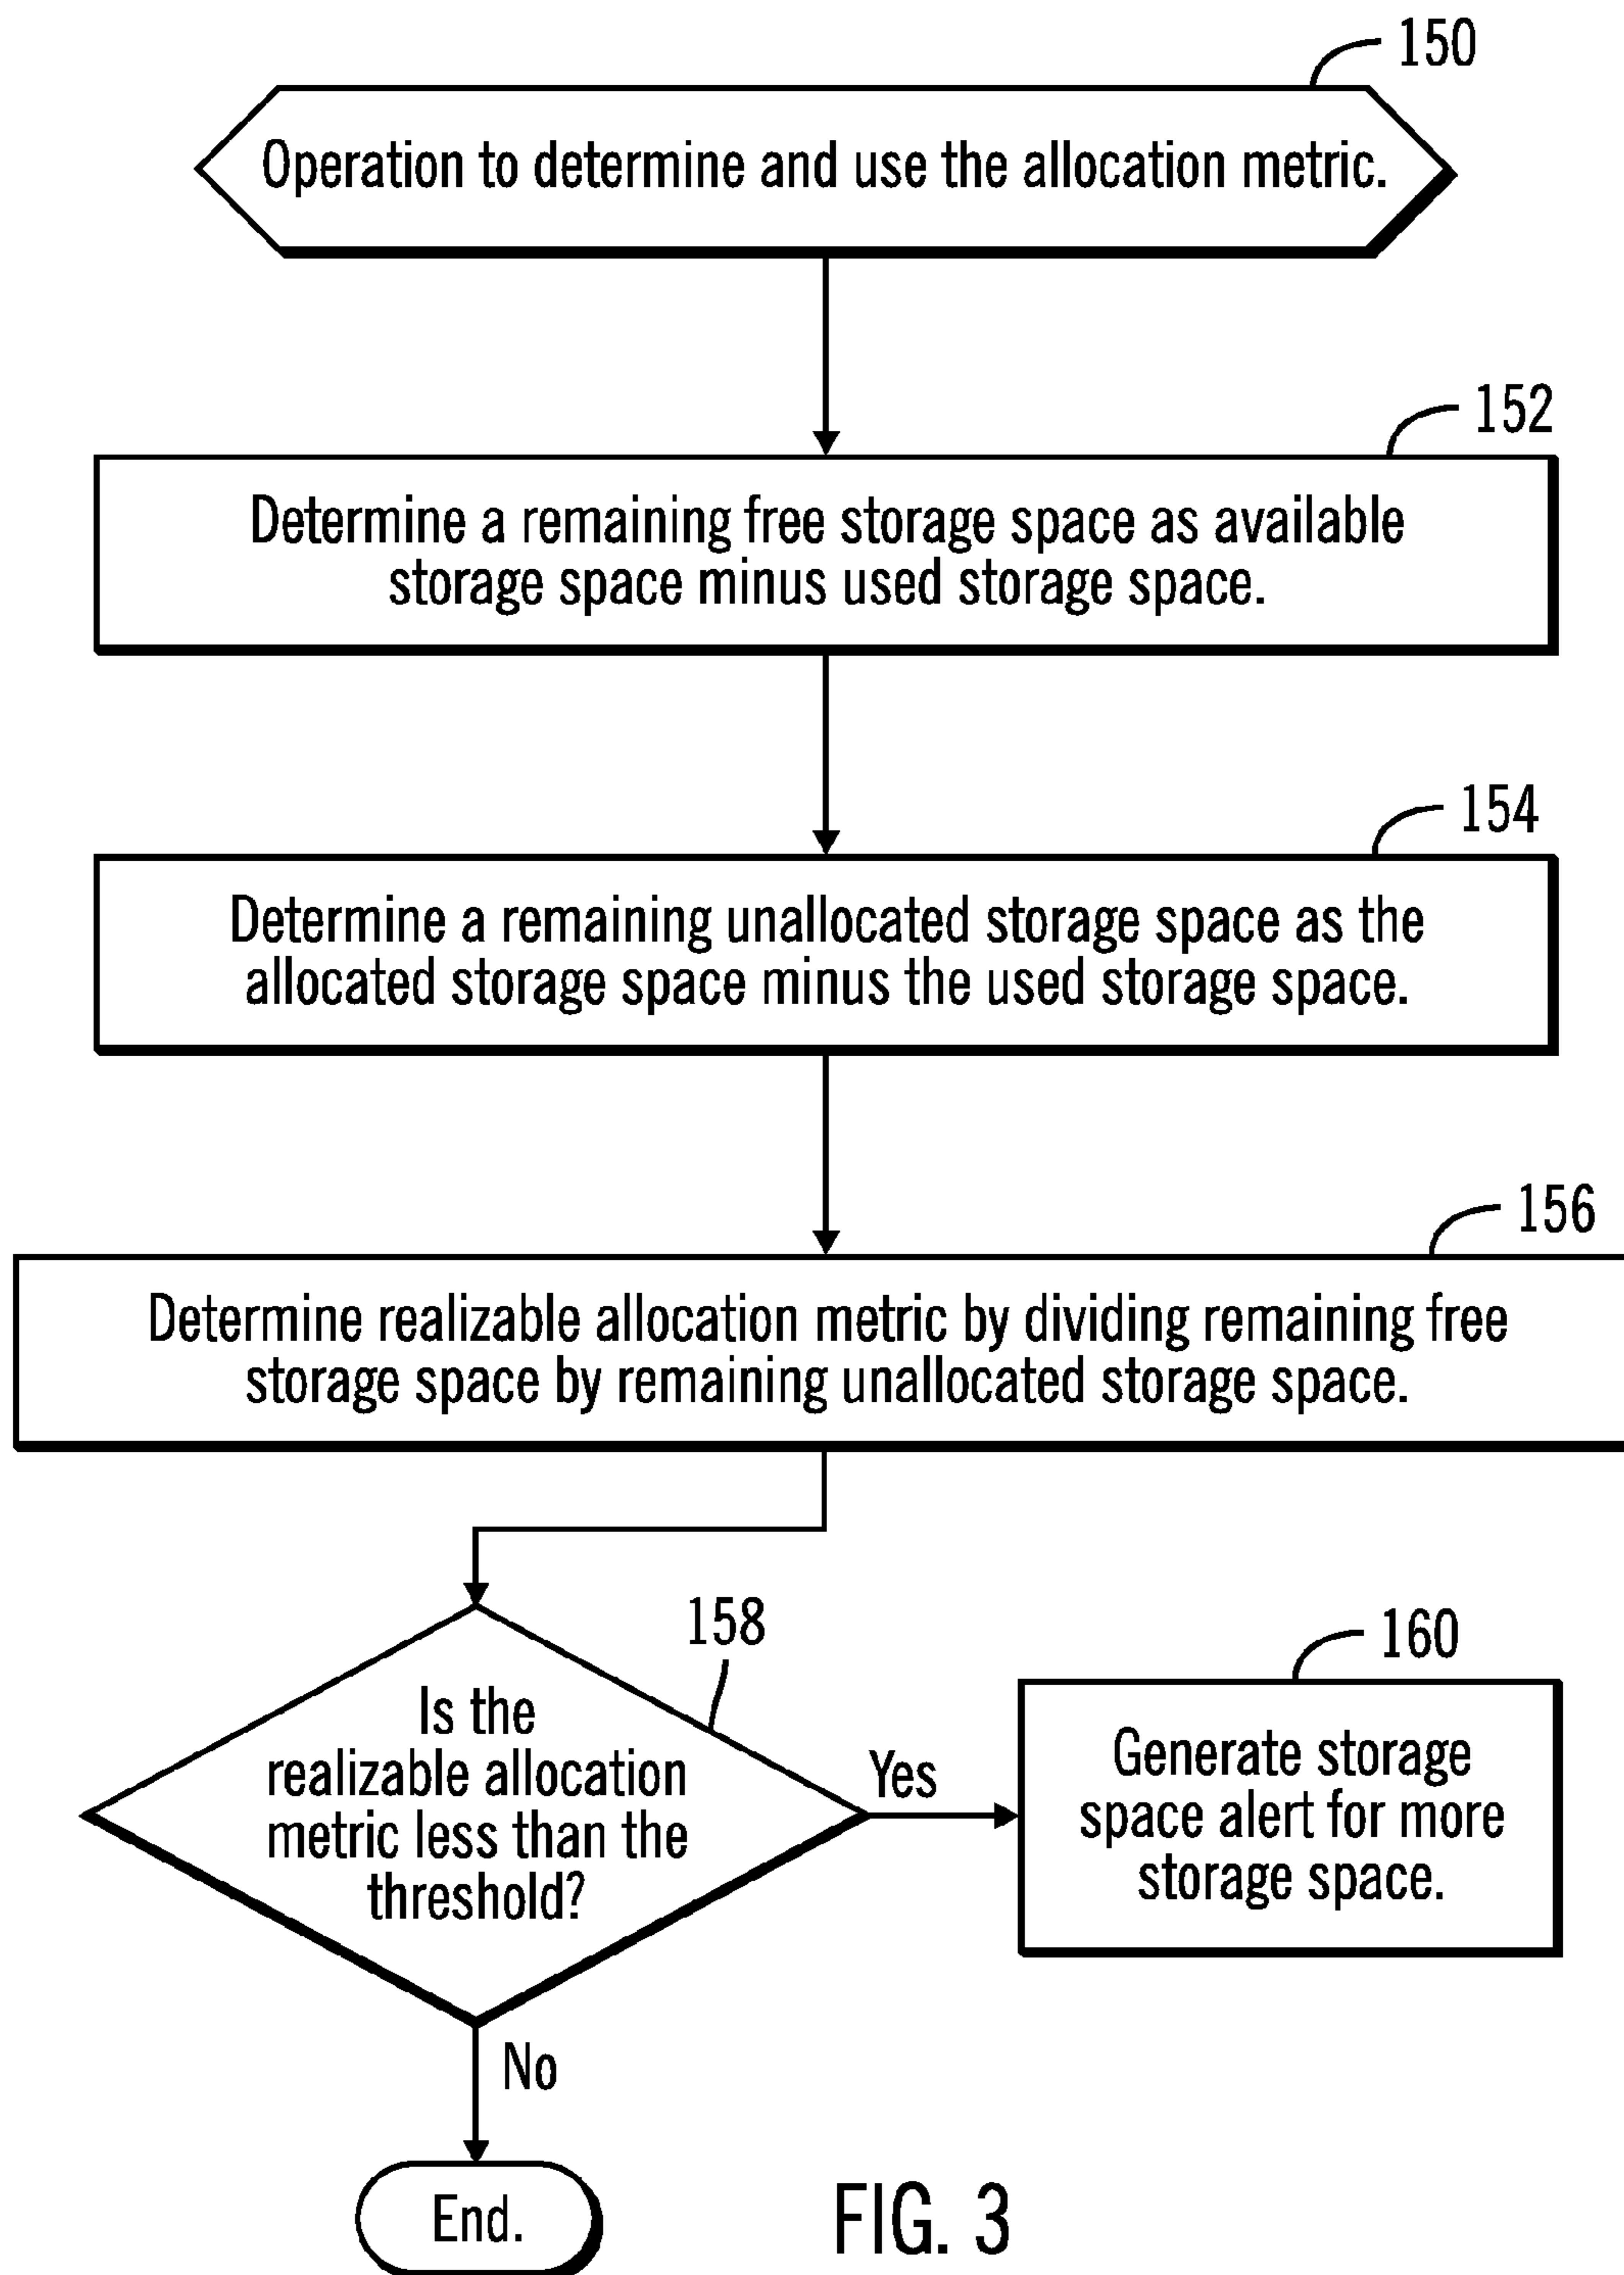 150
Operation to determine and use the allocation metric.
152
Determine a remaining free storage space as available
storage space minus used storage space.
154
Determine a remaining unallocated storage space as the
allocated storage space minus the used storage space.
156
Determine realizable allocation metric by dividing remaining free
storage space by remaining unallocated storage space.
158
Is the
realizable allocation
metric less than the
threshold?
Yes
160
Generate storage
space alert for more
storage space.
No
End.
FIG. 3